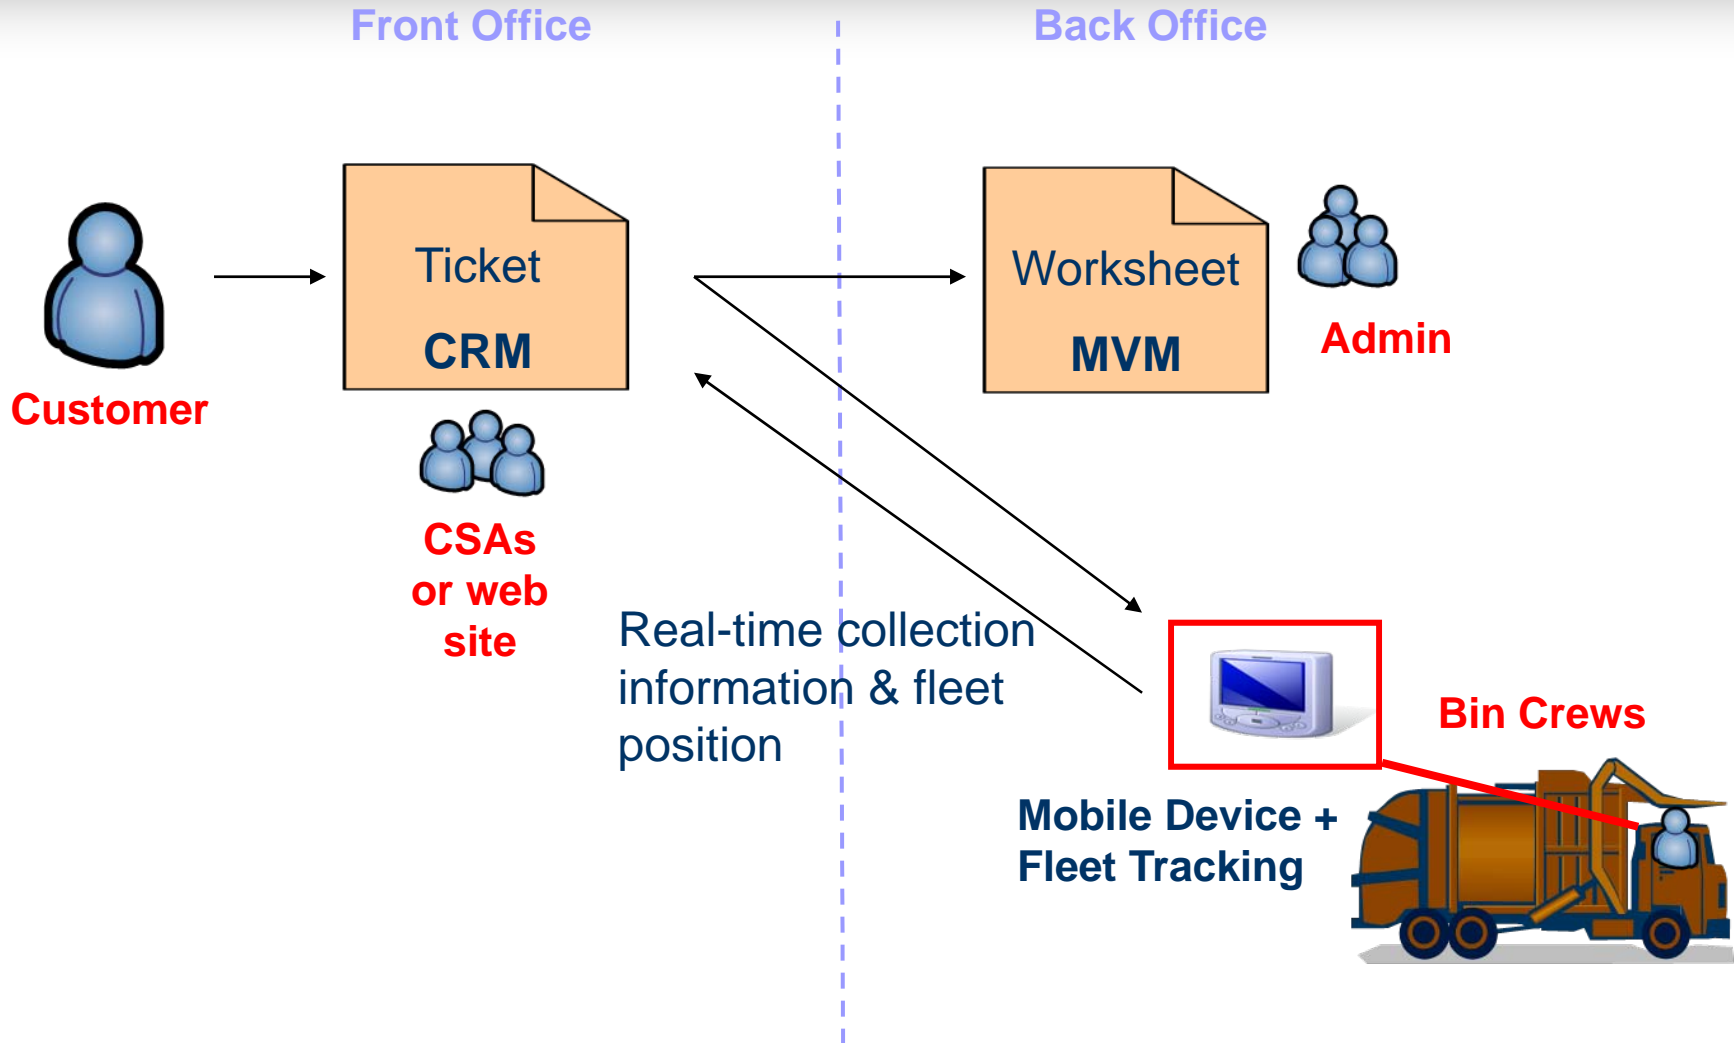 Front Office
Back Office
Ticket
CRM
Customer
CSAs
or web
site
Worksheet
MVM
Admin
Real-time collection
information & fleet
position
Bin Crews
Mobile Device +
Fleet Tracking